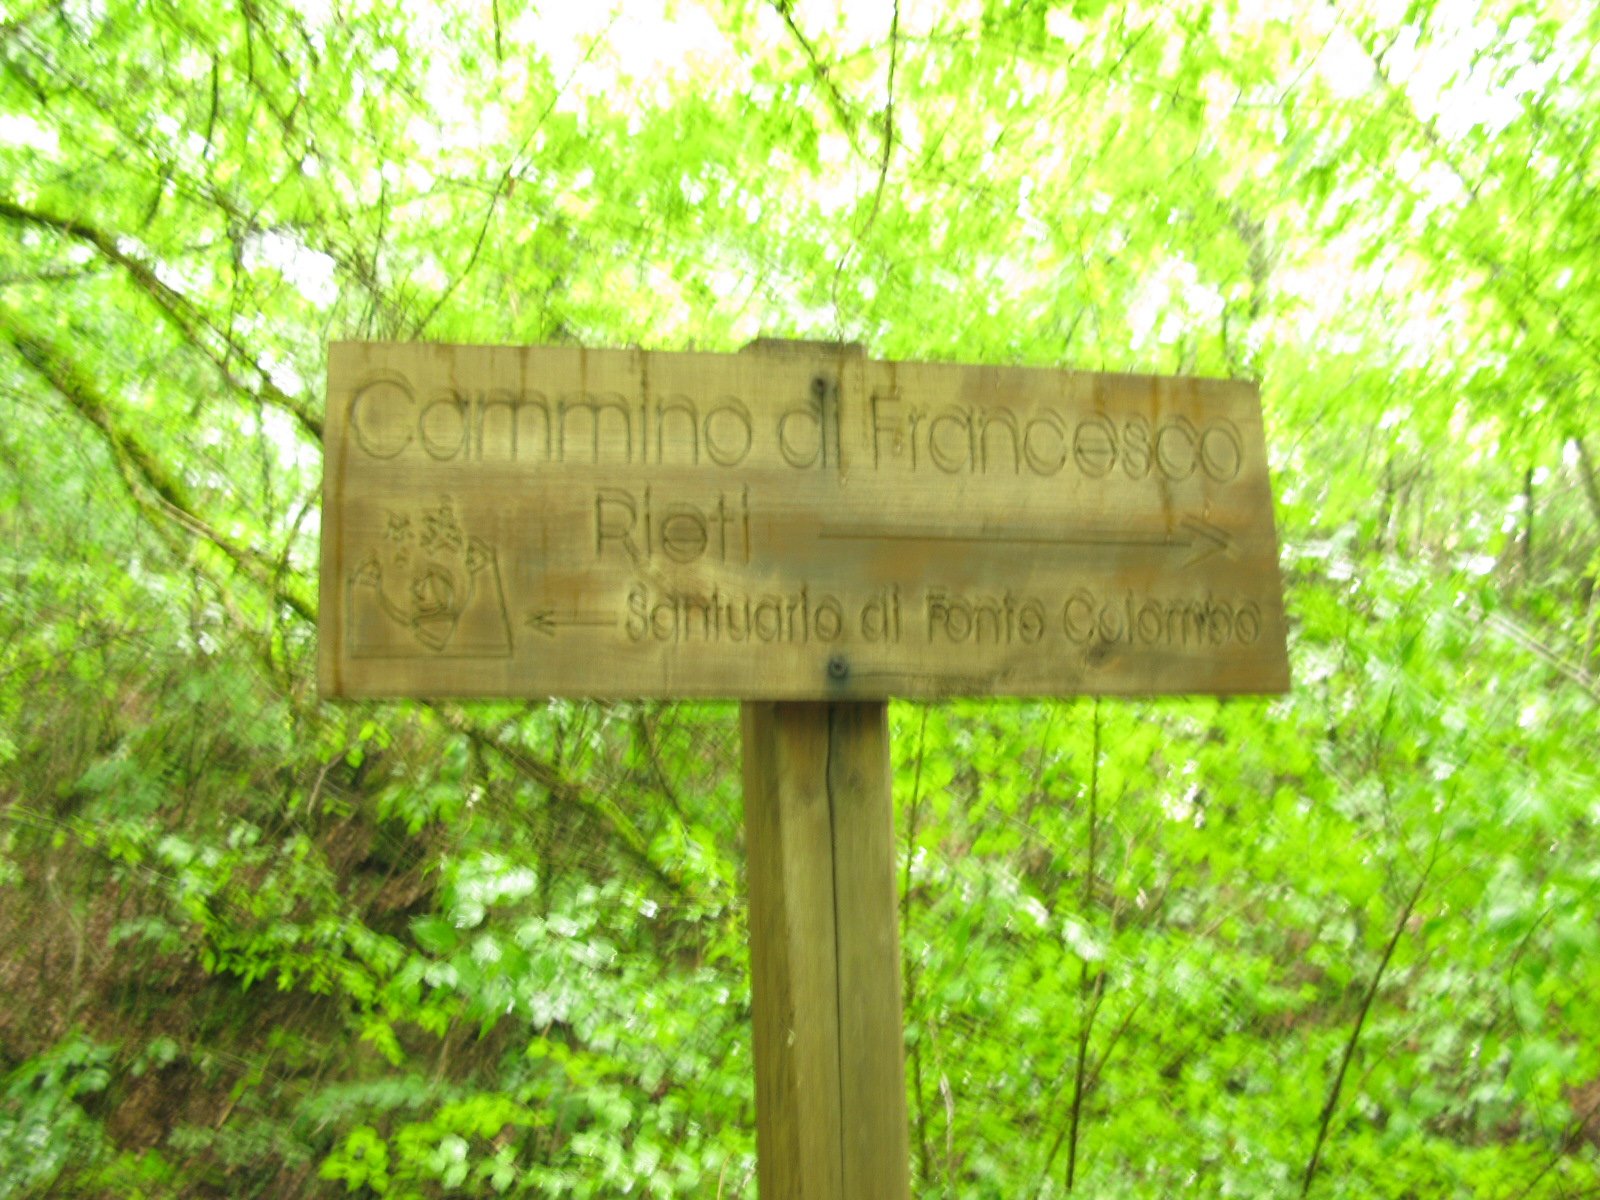 Cammino di Francesco
Rieti
Santuario di Fonte Colombo